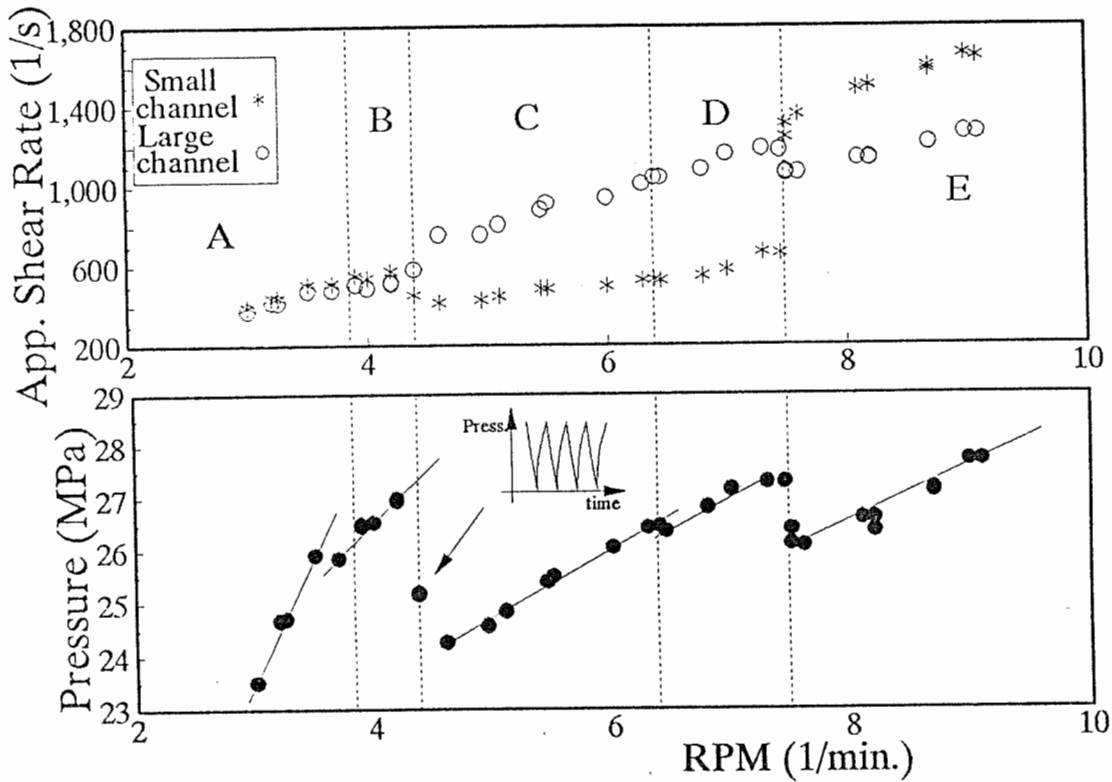 App. Shear Rate (1/s)
1,800
1,400
1,000
600
200
Small
channel *
Large
channel ○
A
B
C
D
E
2 4 6 8 10
Pressure (MPa)
29
28
27
26
25
24
23
Press.
time
2 4 6 8 10
RPM (1/min.)